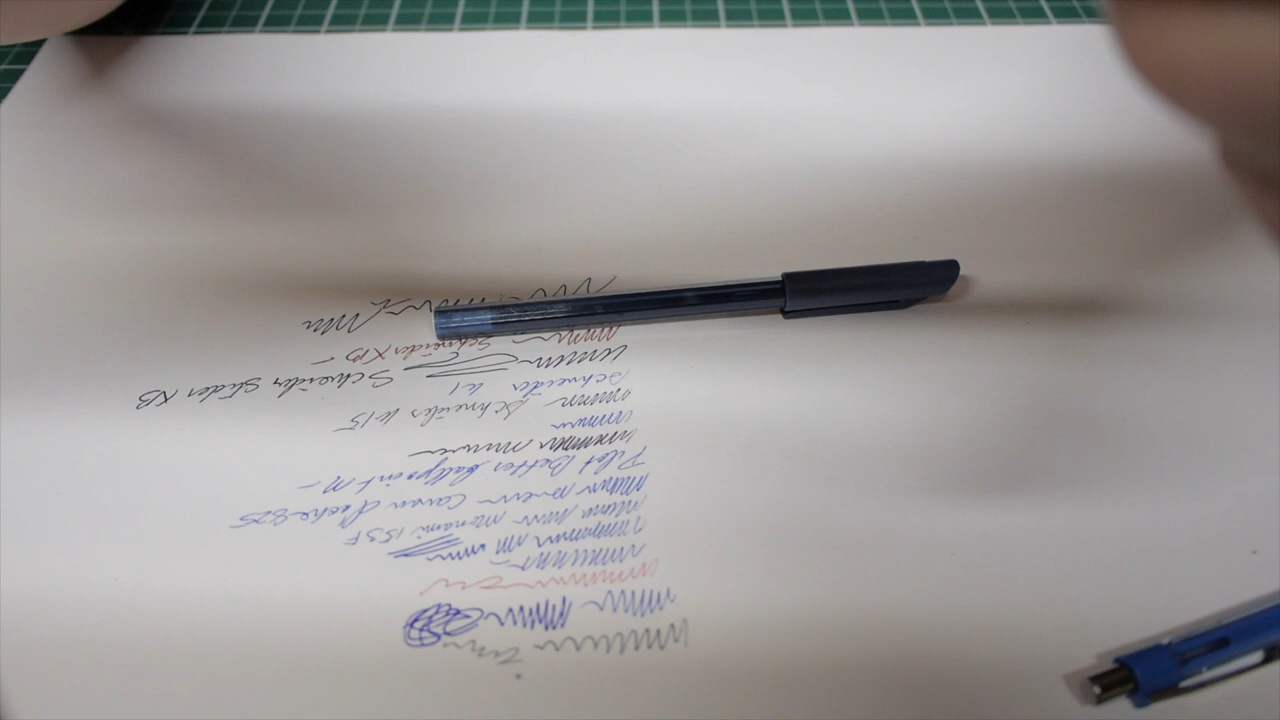 Monami 153 F
Caran d'ache 825
Pilot Better ballpoint M
Schneider K15
Schneider K1
Schneider Slider XB
Schneider XB